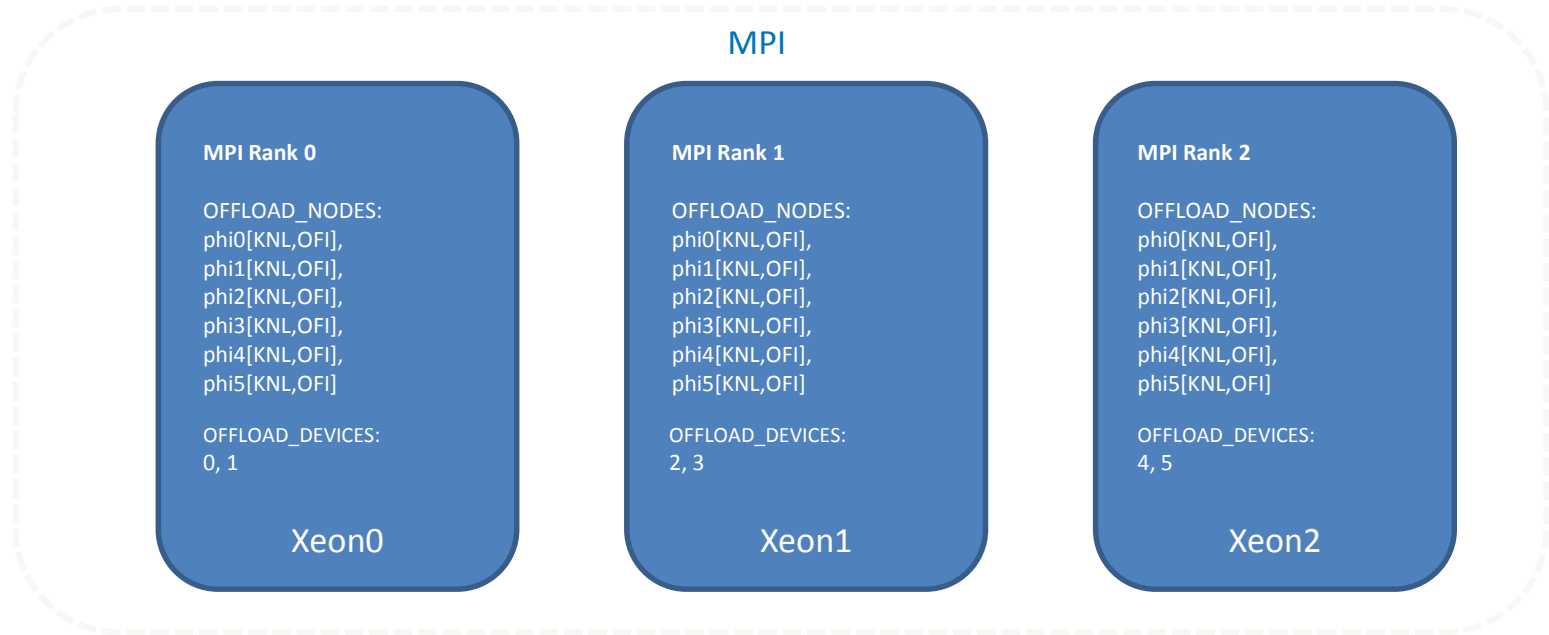 MPI
MPI Rank 0
OFFLOAD_NODES:
phi0[KNL,OFI],
phi1[KNL,OFI],
phi2[KNL,OFI],
phi3[KNL,OFI],
phi4[KNL,OFI],
phi5[KNL,OFI]
OFFLOAD_DEVICES:
0, 1
Xeon0
MPI Rank 1
OFFLOAD_NODES:
phi0[KNL,OFI],
phi1[KNL,OFI],
phi2[KNL,OFI],
phi3[KNL,OFI],
phi4[KNL,OFI],
phi5[KNL,OFI]
OFFLOAD_DEVICES:
2, 3
Xeon1
MPI Rank 2
OFFLOAD_NODES:
phi0[KNL,OFI],
phi1[KNL,OFI],
phi2[KNL,OFI],
phi3[KNL,OFI],
phi4[KNL,OFI],
phi5[KNL,OFI]
OFFLOAD_DEVICES:
4, 5
Xeon2